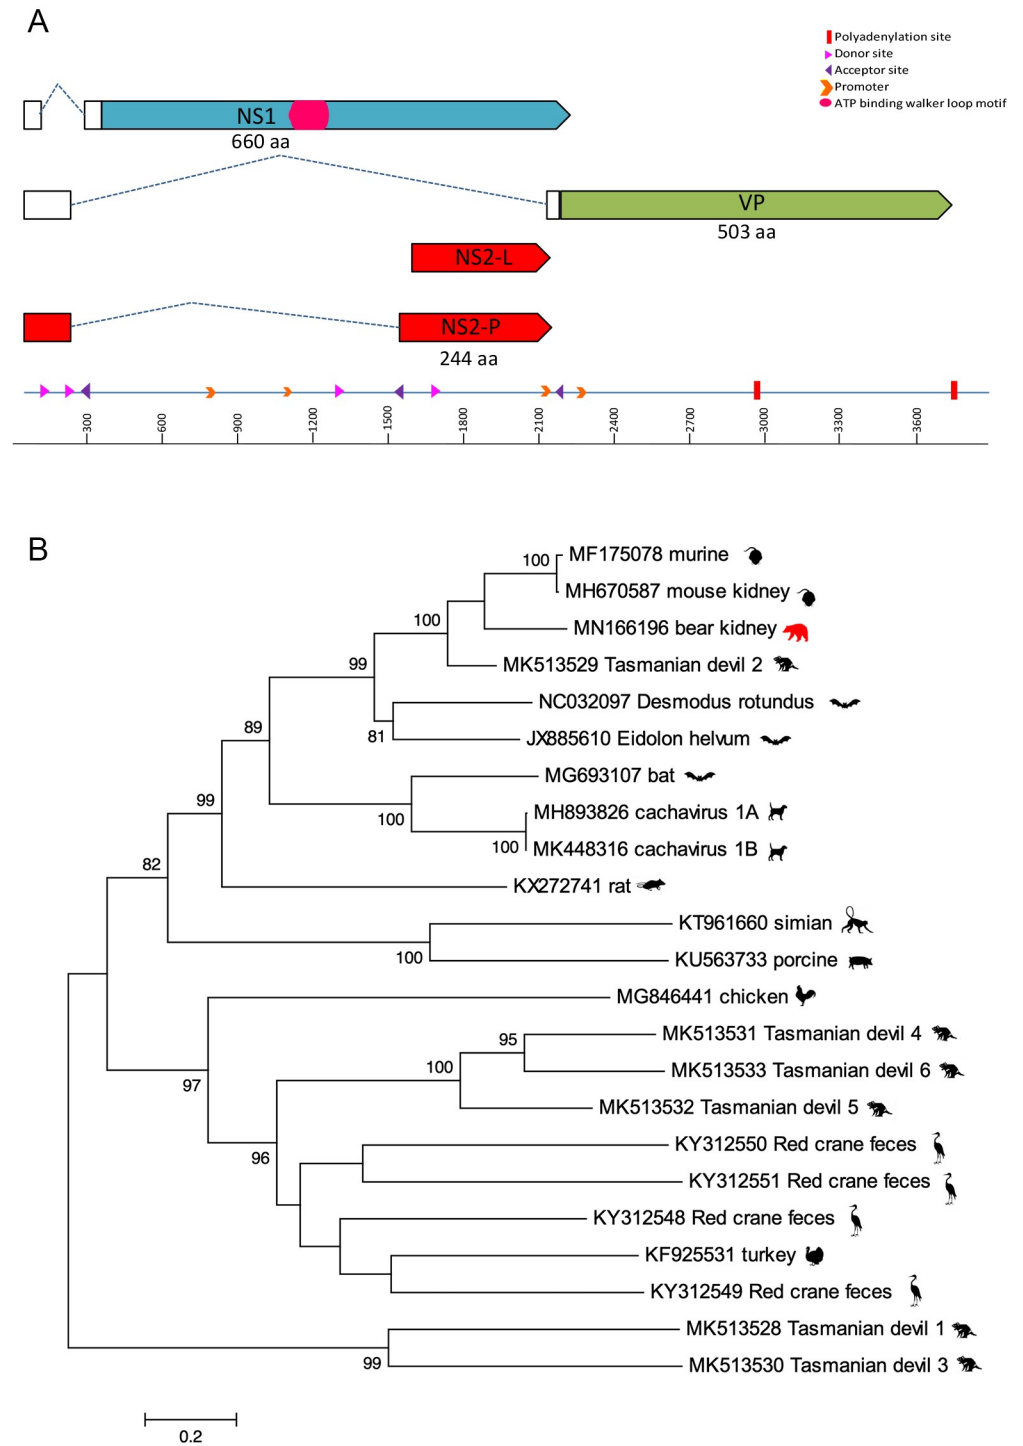 A
Polyadenylation site
Donor site
Acceptor site
Promoter
ATP binding walker loop motif
NS1
660 aa
VP
503 aa
NS2-L
NS2-P
244 aa
300 600 900 1200 1500 1800 2100 2400 2700 3000 3300 3600
B
MF175078 murine
100
MH670587 mouse kidney
100
MN166196 bear kidney
MK513529 Tasmanian devil 2
99
NC032097 Desmodus rotundus
81
JX885610 Eidolon helvum
89
MG693107 bat
99
MH893826 cachavirus 1A
100
100
MK448316 cachavirus 1B
82
KX272741 rat
KT961660 simian
100
KU563733 porcine
MG846441 chicken
95
MK513531 Tasmanian devil 4
100
MK513533 Tasmanian devil 6
97
MK513532 Tasmanian devil 5
96
KY312550 Red crane feces
KY312551 Red crane feces
KY312548 Red crane feces
KF925531 turkey
KY312549 Red crane feces
MK513528 Tasmanian devil 1
99
MK513530 Tasmanian devil 3
0.2